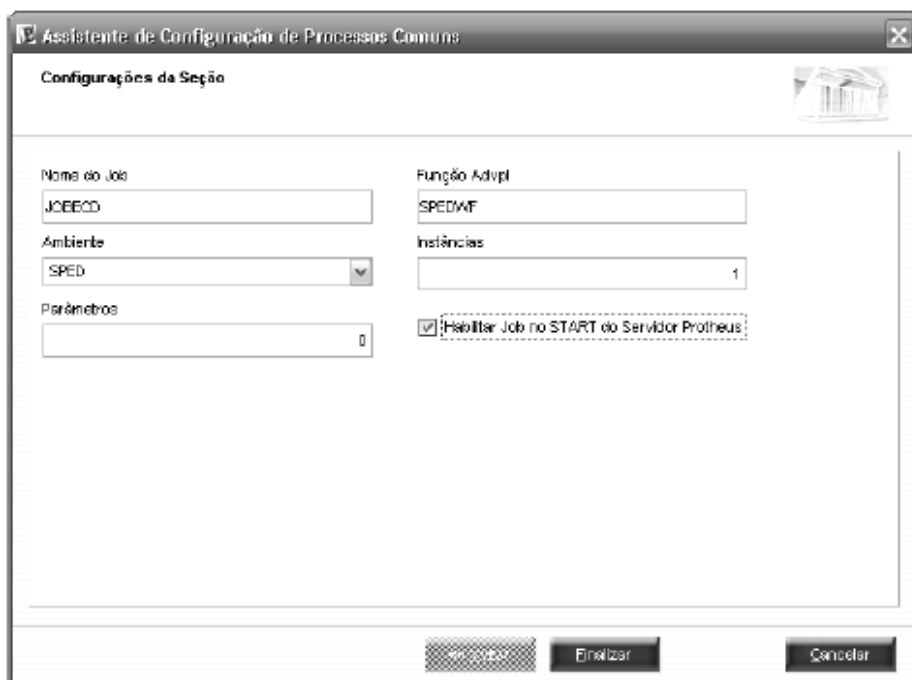 Assistente de Configuração de Processos Comuns
Configurações da Seção
Nome do Job
Função Advpl
JOBECD
SPEDWF
Ambiente
Instâncias
SPED
1
Parâmetros
0
Habilitar Job no START do Servidor Protheus
Finalizar
Cancelar